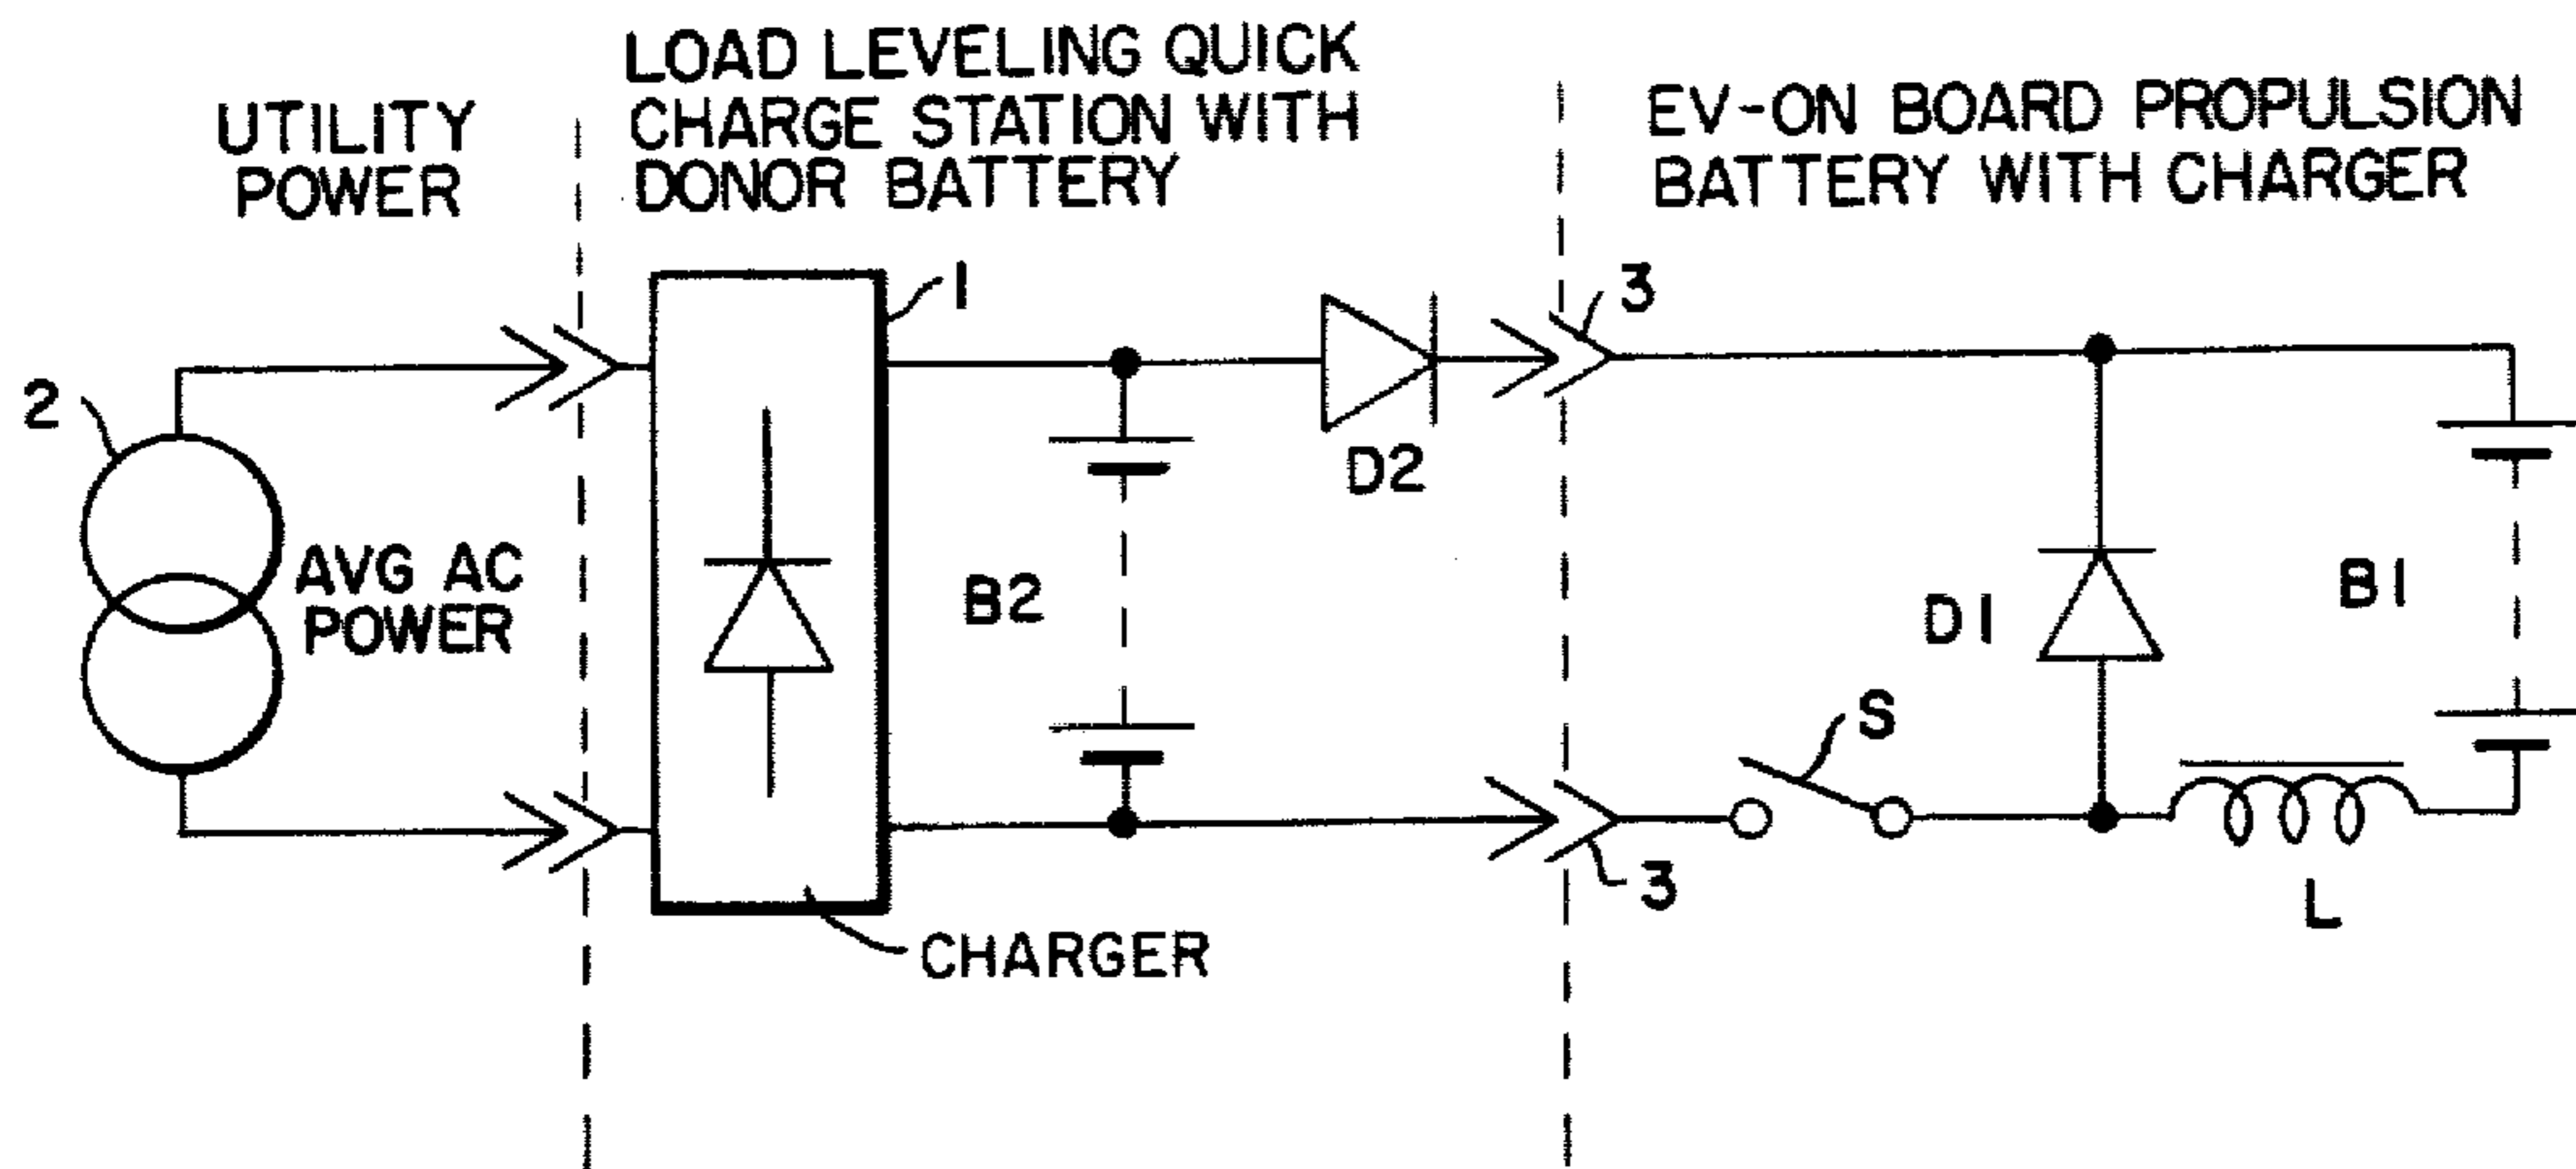 UTILITY
POWER
LOAD LEVELING QUICK
CHARGE STATION WITH
DONOR BATTERY
EV-ON BOARD PROPULSION
BATTERY WITH CHARGER
1
3
2
D2
AVG AC
POWER
B2
D1
B1
S
3
L
CHARGER